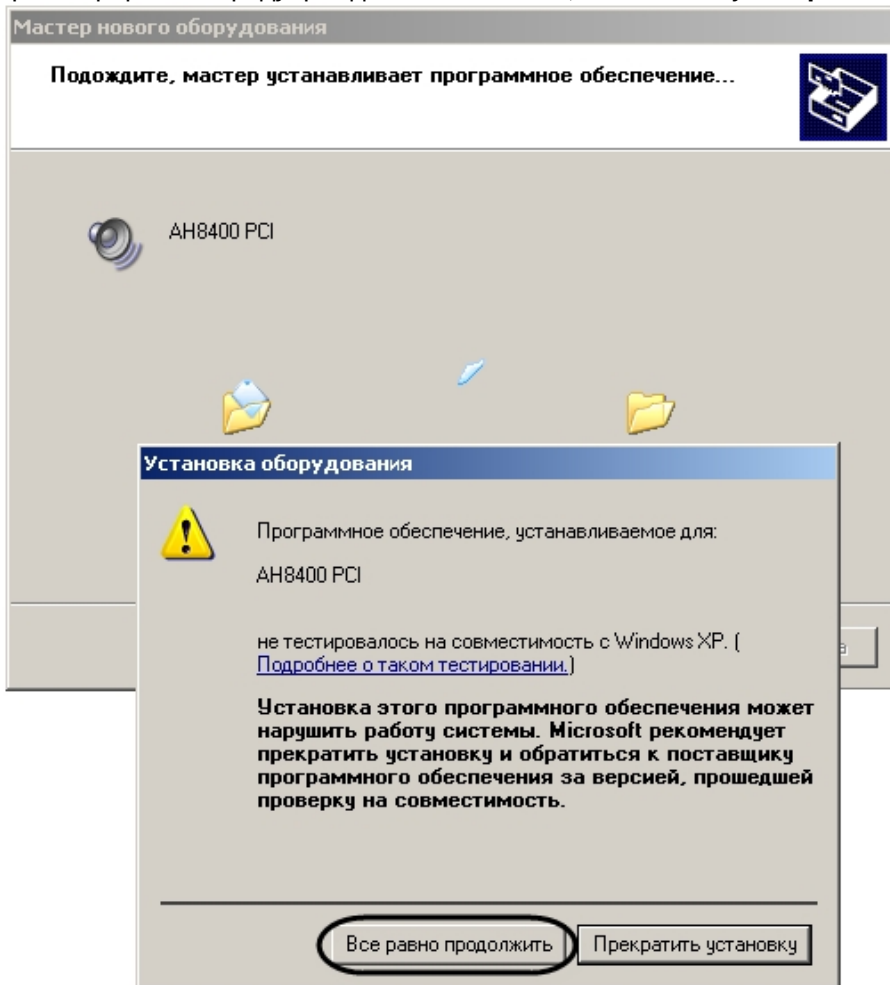 Мастер нового оборудования
Подождите, мастер устанавливает программное обеспечение...
AH8400 PCI
Установка оборудования
Программное обеспечение, устанавливаемое для:
AH8400 PCI
не тестировалось на совместимость с Windows XP. (
Подробнее о таком тестировании.)
Установка этого программного обеспечения может
нарушить работу системы. Microsoft рекомендует
прекратить установку и обратиться к поставщику
программного обеспечения за версией, прошедшей
проверку на совместимость.
Все равно продолжить
Прекратить установку